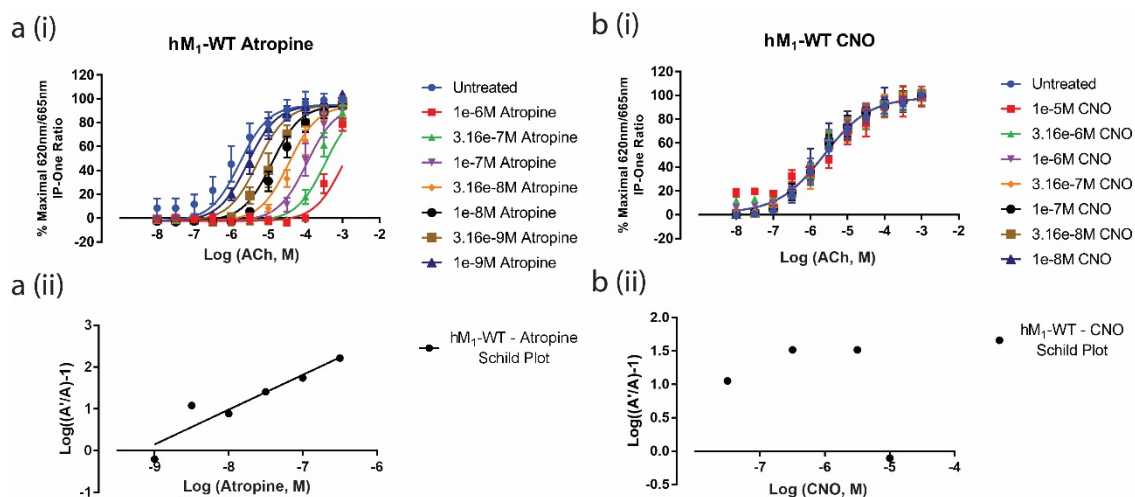 a (i)
hM₁-WT Atropine
% Maximal 620nm/665nm
IP-One Ratio
120
100
80
60
40
20
0
-20
-8 -7 -6 -5 -4 -3 -2
Log (ACh, M)
Untreated
1e-6M Atropine
3.16e-7M Atropine
1e-7M Atropine
3.16e-8M Atropine
1e-8M Atropine
3.16e-9M Atropine
1e-9M Atropine
b (i)
hM₁-WT CNO
% Maximal 620nm/665nm
IP-One Ratio
120
100
80
60
40
20
0
-20
-8 -7 -6 -5 -4 -3 -2
Log (ACh, M)
Untreated
1e-5M CNO
3.16e-6M CNO
1e-6M CNO
3.16e-7M CNO
1e-7M CNO
3.16e-8M CNO
1e-8M CNO
a (ii)
Log((A'/A)-1)
3
2
1
0
-1
-9 -8 -7 -6
Log (Atropine, M)
hM₁-WT - Atropine
Schild Plot
b (ii)
Log((A'/A)-1)
2.0
1.5
1.0
0.5
0.0
-0.5
-7 -6 -5 -4
Log (CNO, M)
hM₁-WT - CNO
Schild Plot